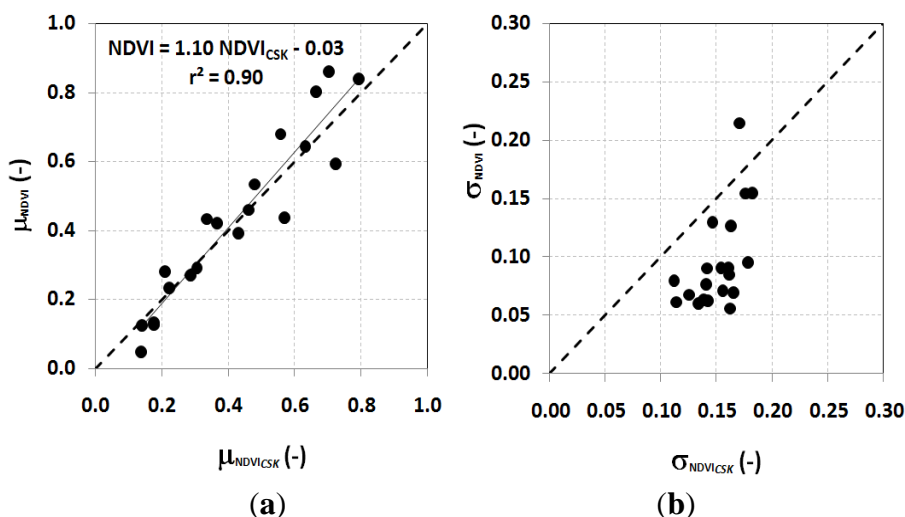 NDVI = 1.10 NDVICSK - 0.03
r² = 0.90
1.0
0.8
0.6
0.4
0.2
0.0
0.0 0.2 0.4 0.6 0.8 1.0
μNDVI (-)
μNDVICSK (-)
(a)
0.30
0.25
0.20
0.15
0.10
0.05
0.00
0.00 0.05 0.10 0.15 0.20 0.25 0.30
σNDVI (-)
σNDVICSK (-)
(b)